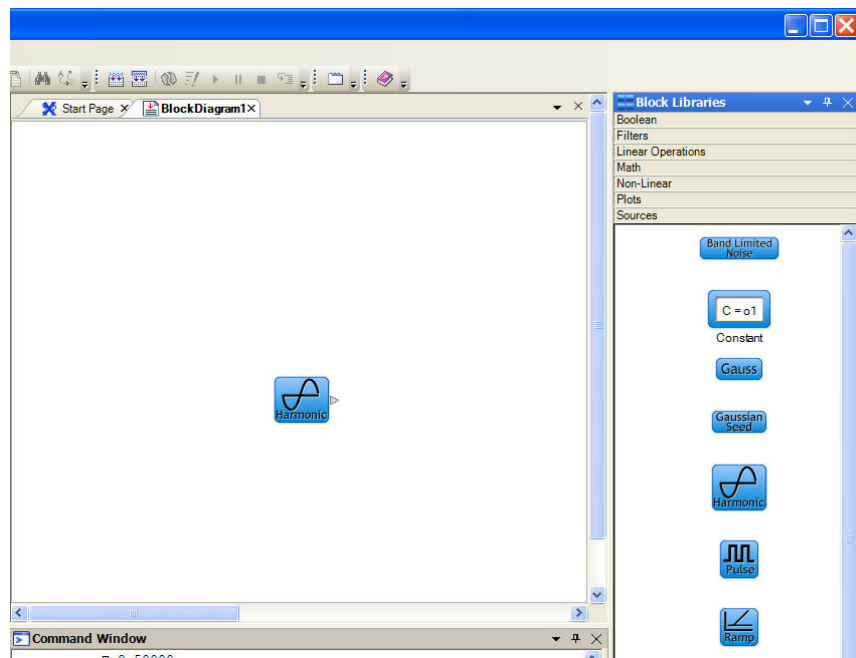 Start Page
BlockDiagram1
Block Libraries
Boolean
Filters
Linear Operations
Math
Non-Linear
Plots
Sources
Band Limited
Noise
C = o1
Constant
Gauss
Gaussian
Seed
Harmonic
Harmonic
Pulse
Ramp
Command Window